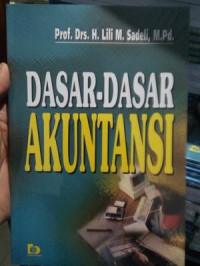 Prof. Drs. H. Lili M. Sadeli, M.Pd.
DASAR-DASAR
AKUNTANSI